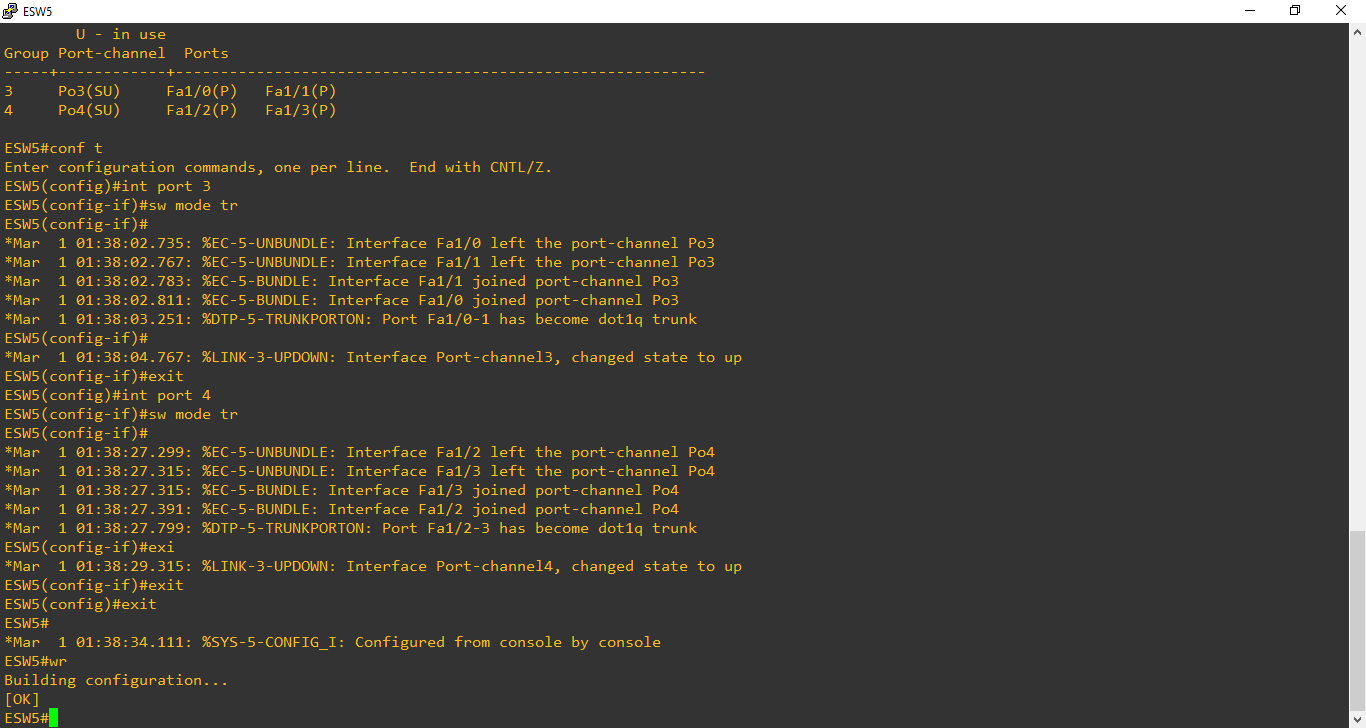 ESW5
U - in use
Group Port-channel  Ports
-----+------------+-----------------------------------------------------------
3     Po3(SU)     Fa1/0(P)   Fa1/1(P)
4     Po4(SU)     Fa1/2(P)   Fa1/3(P)
ESW5#conf t
Enter configuration commands, one per line.  End with CNTL/Z.
ESW5(config)#int port 3
ESW5(config-if)#sw mode tr
ESW5(config-if)#
*Mar  1 01:38:02.735: %EC-5-UNBUNDLE: Interface Fa1/0 left the port-channel Po3
*Mar  1 01:38:02.767: %EC-5-UNBUNDLE: Interface Fa1/1 left the port-channel Po3
*Mar  1 01:38:02.783: %EC-5-BUNDLE: Interface Fa1/1 joined port-channel Po3
*Mar  1 01:38:02.811: %EC-5-BUNDLE: Interface Fa1/0 joined port-channel Po3
*Mar  1 01:38:03.251: %DTP-5-TRUNKPORTON: Port Fa1/0-1 has become dot1q trunk
ESW5(config-if)#
*Mar  1 01:38:04.767: %LINK-3-UPDOWN: Interface Port-channel3, changed state to up
ESW5(config-if)#exit
ESW5(config)#int port 4
ESW5(config-if)#sw mode tr
ESW5(config-if)#
*Mar  1 01:38:27.299: %EC-5-UNBUNDLE: Interface Fa1/2 left the port-channel Po4
*Mar  1 01:38:27.315: %EC-5-UNBUNDLE: Interface Fa1/3 left the port-channel Po4
*Mar  1 01:38:27.315: %EC-5-BUNDLE: Interface Fa1/3 joined port-channel Po4
*Mar  1 01:38:27.391: %EC-5-BUNDLE: Interface Fa1/2 joined port-channel Po4
*Mar  1 01:38:27.799: %DTP-5-TRUNKPORTON: Port Fa1/2-3 has become dot1q trunk
ESW5(config-if)#exi
*Mar  1 01:38:29.315: %LINK-3-UPDOWN: Interface Port-channel4, changed state to up
ESW5(config-if)#exit
ESW5(config)#exit
ESW5#
*Mar  1 01:38:34.111: %SYS-5-CONFIG_I: Configured from console by console
ESW5#wr
Building configuration...
[OK]
ESW5#